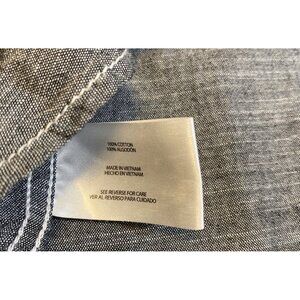 100% COTTON
100% ALGODÓN
MADE IN VIETNAM
HECHO EN VIETNAM
SEE REVERSE FOR CARE
VER AL REVERSO PARA CUIDADO